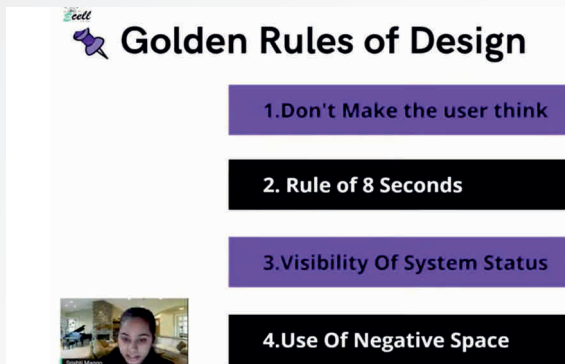 Ecell
Golden Rules of Design
1.Don't Make the user think
2. Rule of 8 Seconds
3.Visibility Of System Status
4.Use Of Negative Space